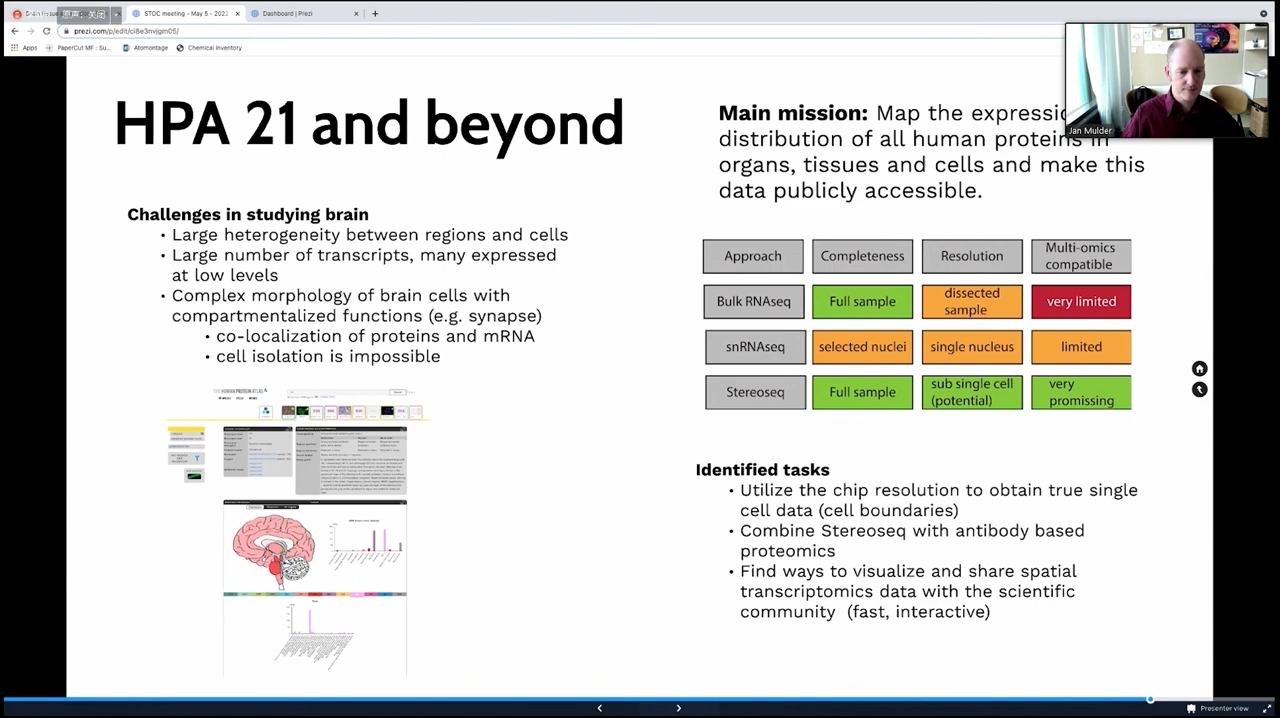 STOC meeting - May 5 - 202
Dashboard | Prezi
prezi.com/p/edit/ci8e3nvjgm05/
Apps
PaperCut MF : Su...
Atomontage
Chemical inventory
Jan Mulder
HPA 21 and beyond
Main mission: Map the expressi
distribution of all human proteins in
organs, tissues and cells and make this
data publicly accessible.
Challenges in studying brain
• Large heterogeneity between regions and cells
• Large number of transcripts, many expressed
at low levels
• Complex morphology of brain cells with
compartmentalized functions (e.g. synapse)
• co-localization of proteins and mRNA
• cell isolation is impossible
THE HUMAN PROTEIN ATLAS
Approach Completeness Resolution Multi-omics
compatible
Bulk RNAseq Full sample dissected
sample very limited
snRNAseq selected nuclei single nucleus limited
Stereoseq Full sample sub single cell
(potential) very
promissing
Identified tasks
Utilize the chip resolution to obtain true single
cell data (cell boundaries)
• Combine Stereoseq with antibody based
proteomics
• Find ways to visualize and share spatial
transcriptomics data with the scientific
community (fast, interactive)
Presenter view